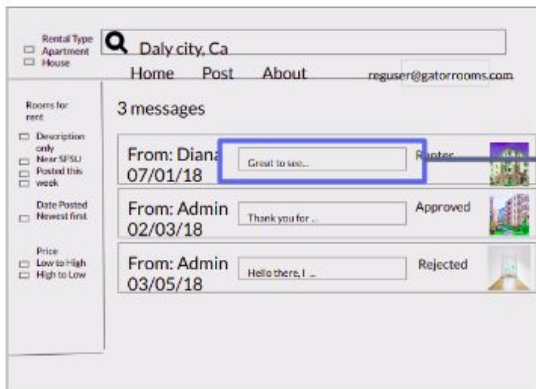 Rental Type
Apartment
House
Daly city, Ca
Home Post About
reguser@gatorrooms.com
Rooms for
rent
Description
only
Near SFSU
Posted this
week
Date Posted
Newest first
Price
Low to High
High to Low
3 messages
From: Diana
07/01/18
Great to see...
Renter
From: Admin
02/03/18
Thank you for ...
Approved
From: Admin
03/05/18
Hello there, I ...
Rejected